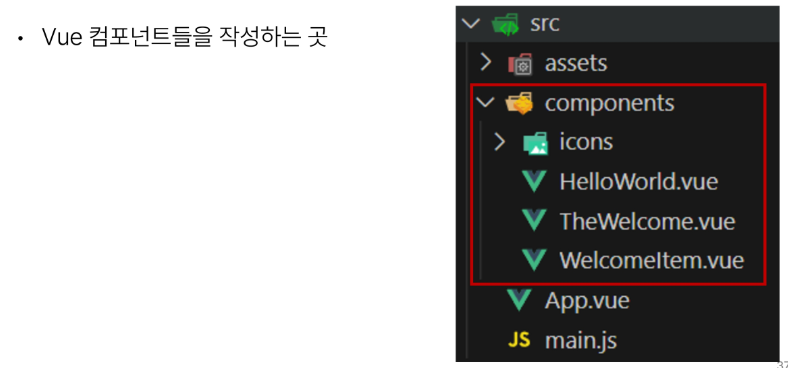 • Vue 컴포넌트들을 작성하는 곳
src
assets
components
icons
HelloWorld.vue
TheWelcome.vue
WelcomeItem.vue
App.vue
JS main.js
37